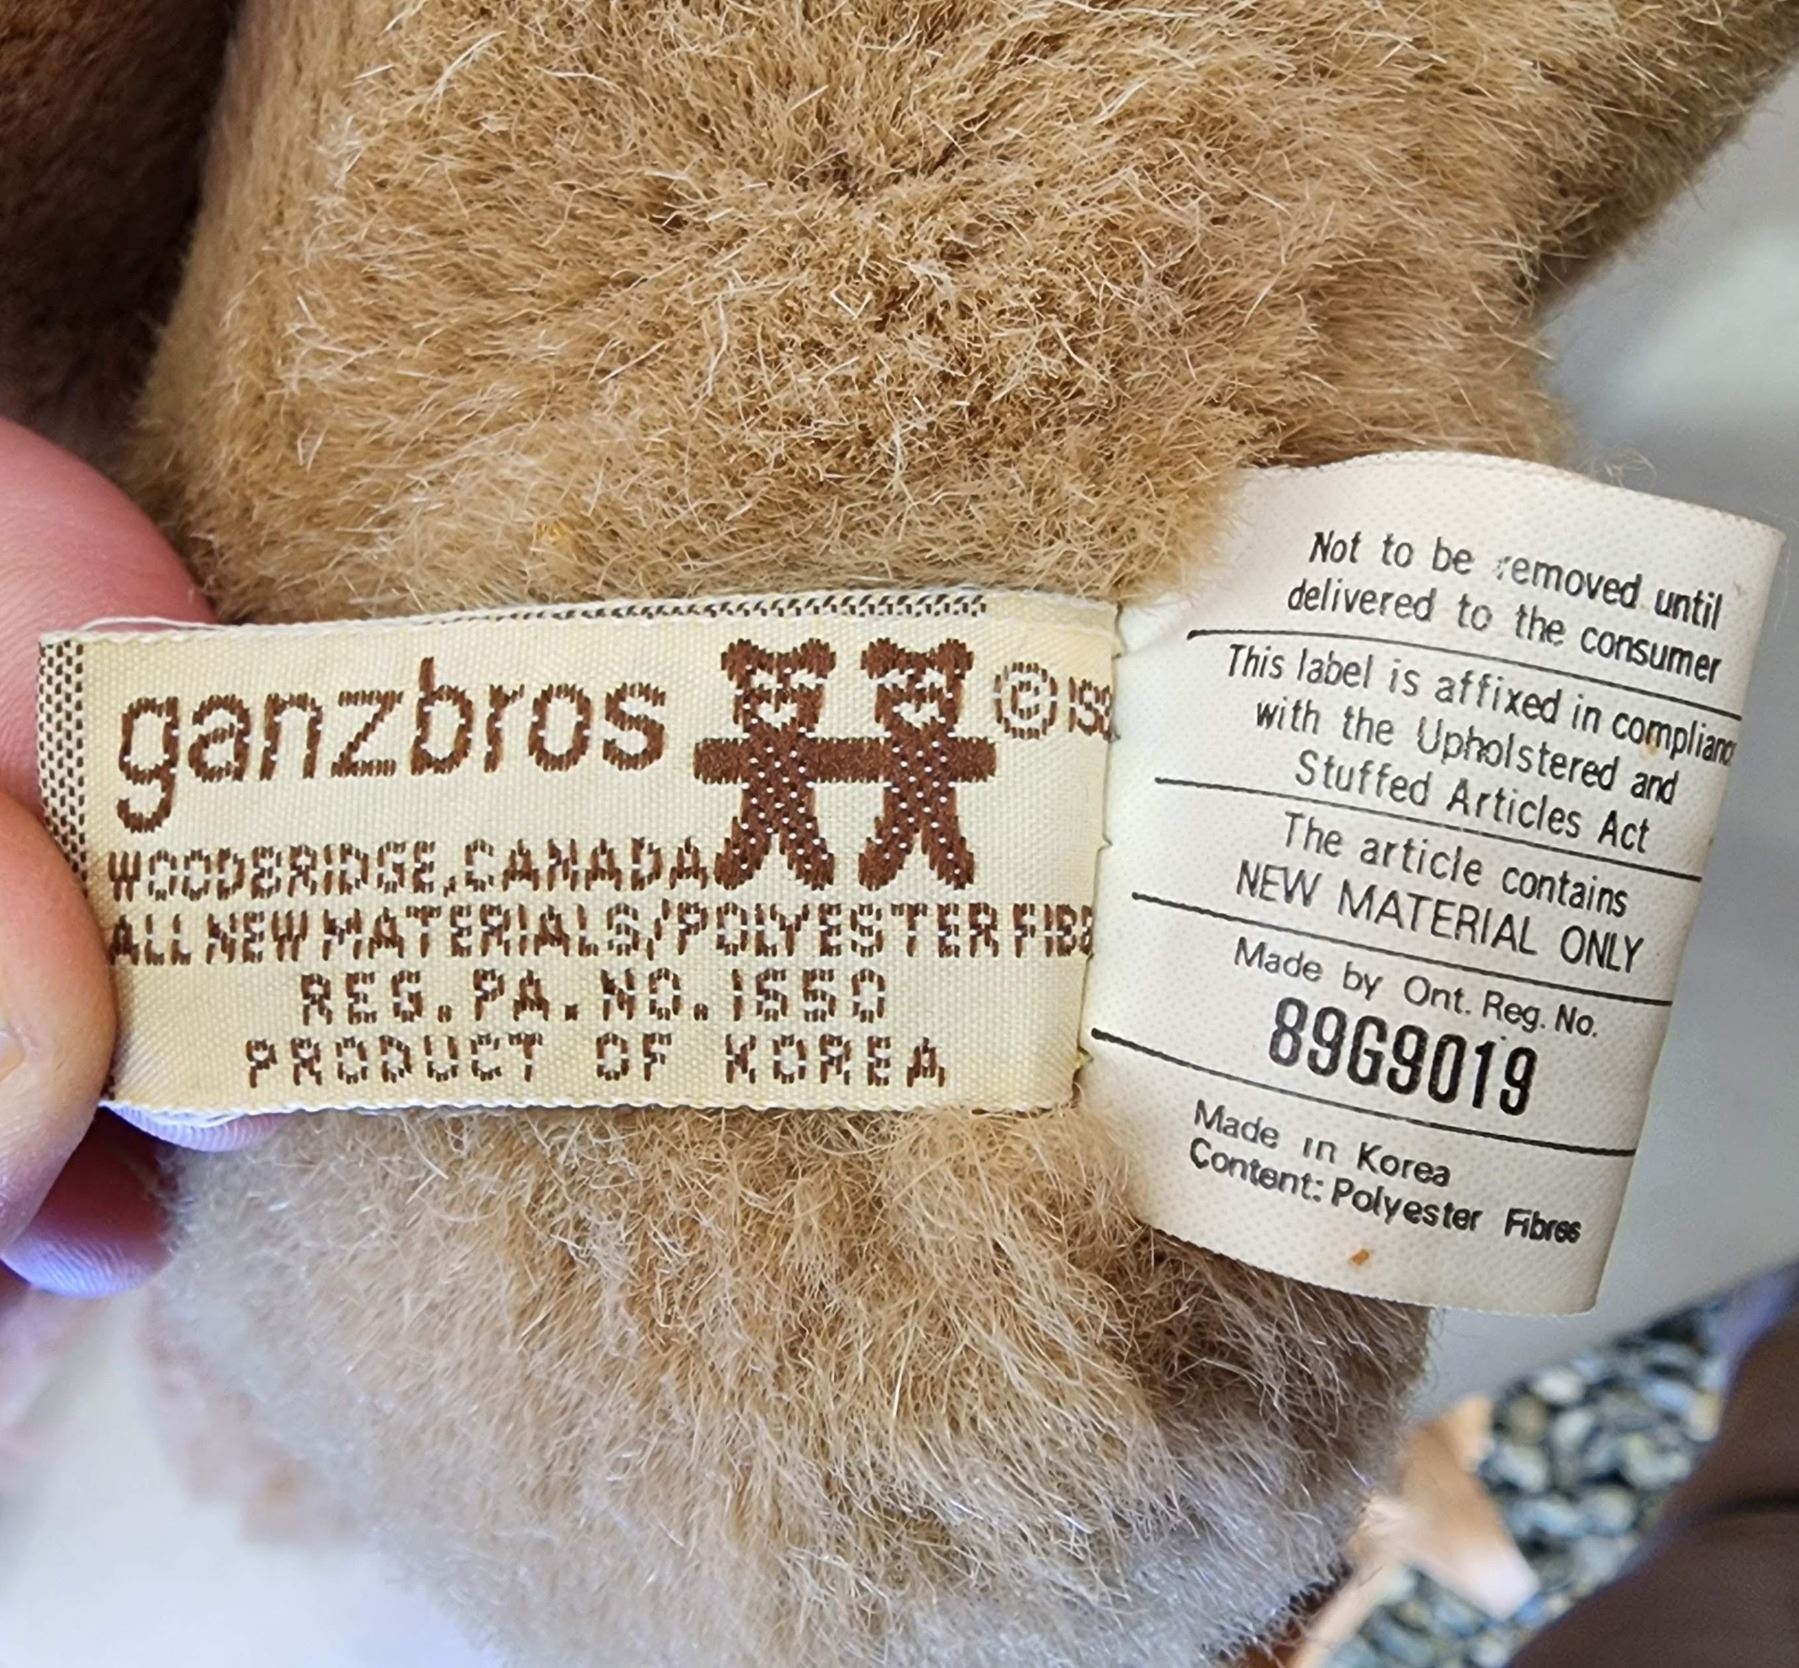 ganzbros ©
WOODBRIDGE, CANADA
ALL NEW MATERIALS/POLYESTER
REG. PA. NO. 1650
PRODUCT OF KOREA
Not to be removed until
delivered to the consumer
This label is affixed in complianc
with the Upholstered and
Stuffed Articles Act
The article contains
NEW MATERIAL ONLY
Made by Ont. Reg. No.
89G9019
Made in Korea
Content: Polyester Fibres